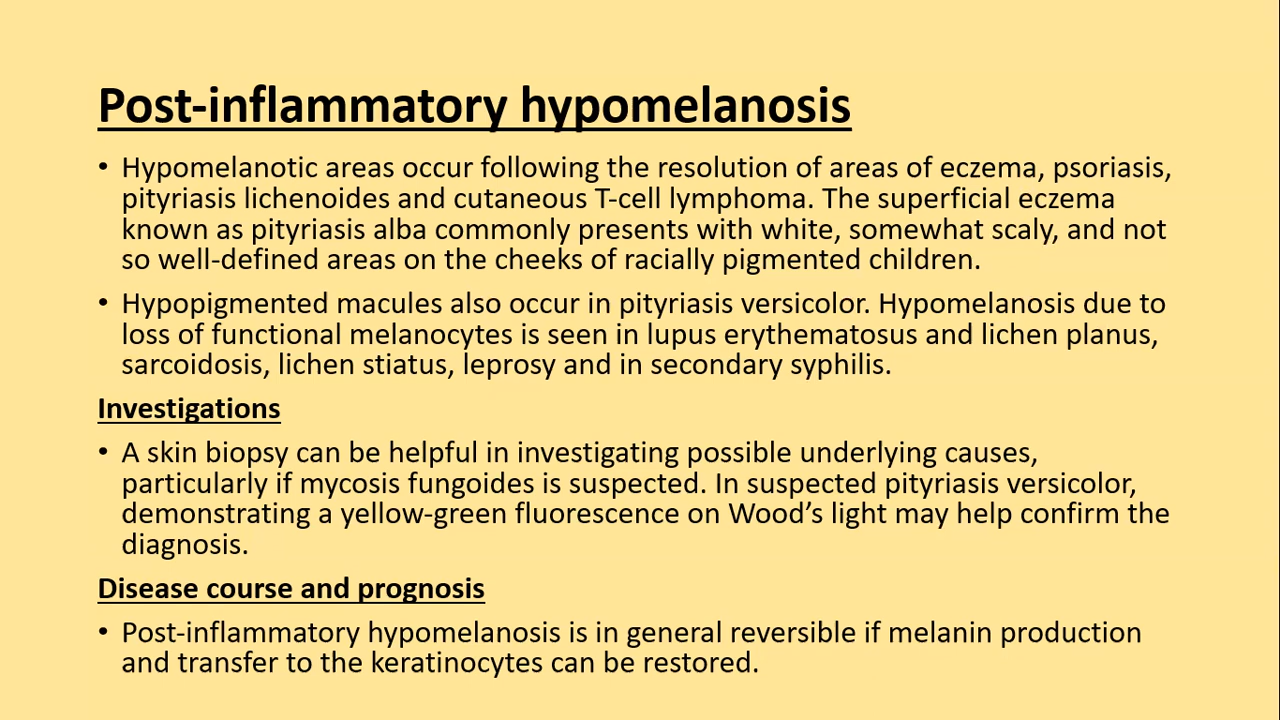 Post-inflammatory hypomelanosis
• Hypomelanotic areas occur following the resolution of areas of eczema, psoriasis,
pityriasis lichenoides and cutaneous T-cell lymphoma. The superficial eczema
known as pityriasis alba commonly presents with white, somewhat scaly, and not
so well-defined areas on the cheeks of racially pigmented children.
• Hypopigmented macules also occur in pityriasis versicolor. Hypomelanosis due to
loss of functional melanocytes is seen in lupus erythematosus and lichen planus,
sarcoidosis, lichen stiatus, leprosy and in secondary syphilis.
Investigations
• A skin biopsy can be helpful in investigating possible underlying causes,
particularly if mycosis fungoides is suspected. In suspected pityriasis versicolor,
demonstrating a yellow-green fluorescence on Wood’s light may help confirm the
diagnosis.
Disease course and prognosis
• Post-inflammatory hypomelanosis is in general reversible if melanin production
and transfer to the keratinocytes can be restored.